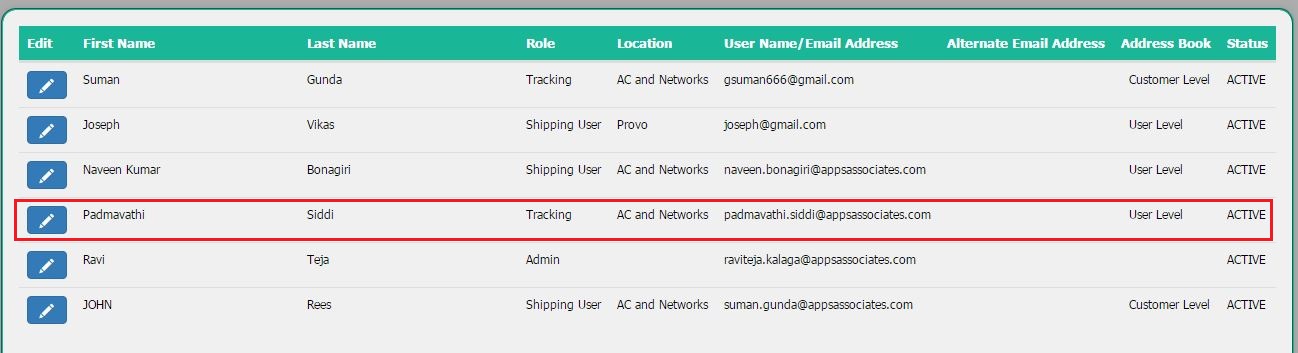 Edit First Name Last Name Role Location User Name/Email Address Alternate Email Address Address Book Status
Suman Gunda Tracking AC and Networks gsuman666@gmail.com Customer Level ACTIVE
Joseph Vikas Shipping User Provo joseph@gmail.com User Level ACTIVE
Naveen Kumar Bonagiri Shipping User AC and Networks naveen.bonagiri@appsassociates.com User Level ACTIVE
Padmavathi Siddi Tracking AC and Networks padmavathi.siddi@appsassociates.com User Level ACTIVE
Ravi Teja Admin raviteja.kalaga@appsassociates.com ACTIVE
JOHN Rees Shipping User AC and Networks suman.gunda@appsassociates.com Customer Level ACTIVE